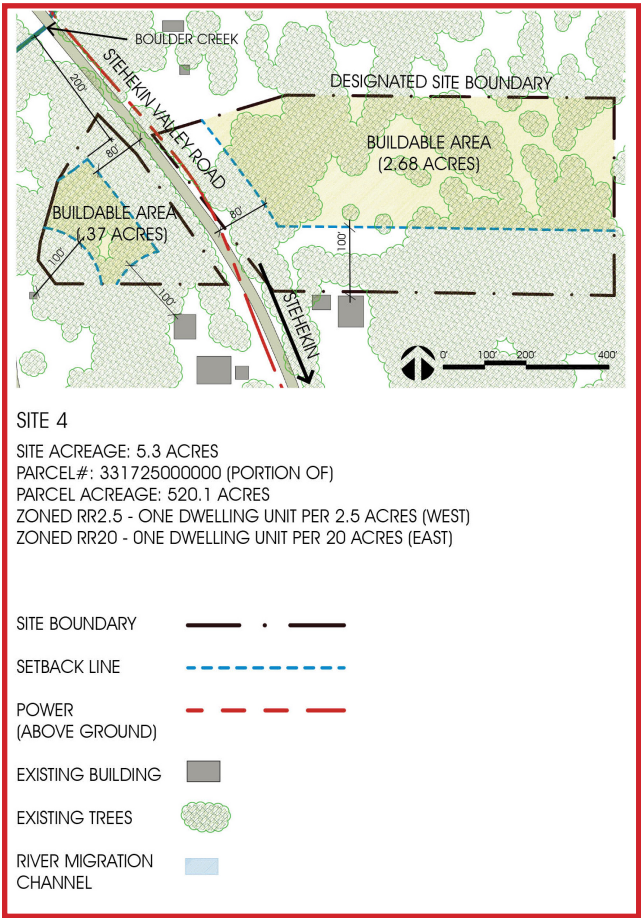 BOULDER CREEK
200'
STEHEKIN VALLEY ROAD
DESIGNATED SITE BOUNDARY
80'
BUILDABLE AREA
(2.68 ACRES)
BUILDABLE AREA
(.37 ACRES)
80'
100'
100'
100'
STEHEKIN
0' 100' 200' 400'
SITE 4
SITE ACREAGE: 5.3 ACRES
PARCEL#: 331725000000 (PORTION OF)
PARCEL ACREAGE: 520.1 ACRES
ZONED RR2.5 - ONE DWELLING UNIT PER 2.5 ACRES (WEST)
ZONED RR20 - 0NE DWELLING UNIT PER 20 ACRES (EAST)
SITE BOUNDARY
SETBACK LINE
POWER
(ABOVE GROUND)
EXISTING BUILDING
EXISTING TREES
RIVER MIGRATION
CHANNEL